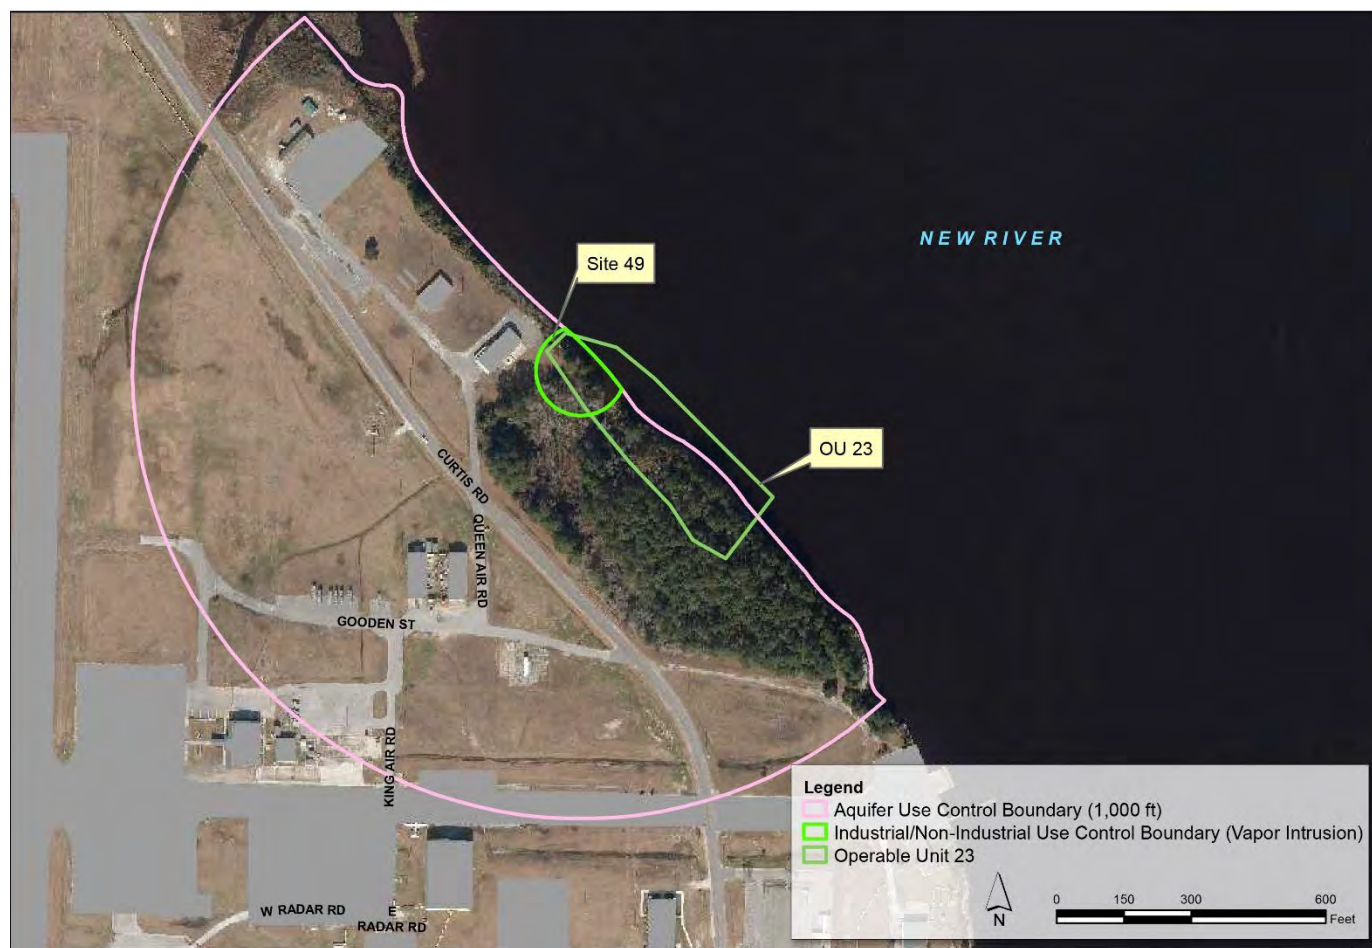 NEW RIVER
Site 49
OU 23
CURTIS RD
QUEEN AIR RD
GOODEN ST
KING AIR RD
W RADAR RD
E
RADAR RD
Legend
Aquifer Use Control Boundary (1,000 ft)
Industrial/Non-Industrial Use Control Boundary (Vapor Intrusion)
Operable Unit 23
N
0 150 300 600
Feet